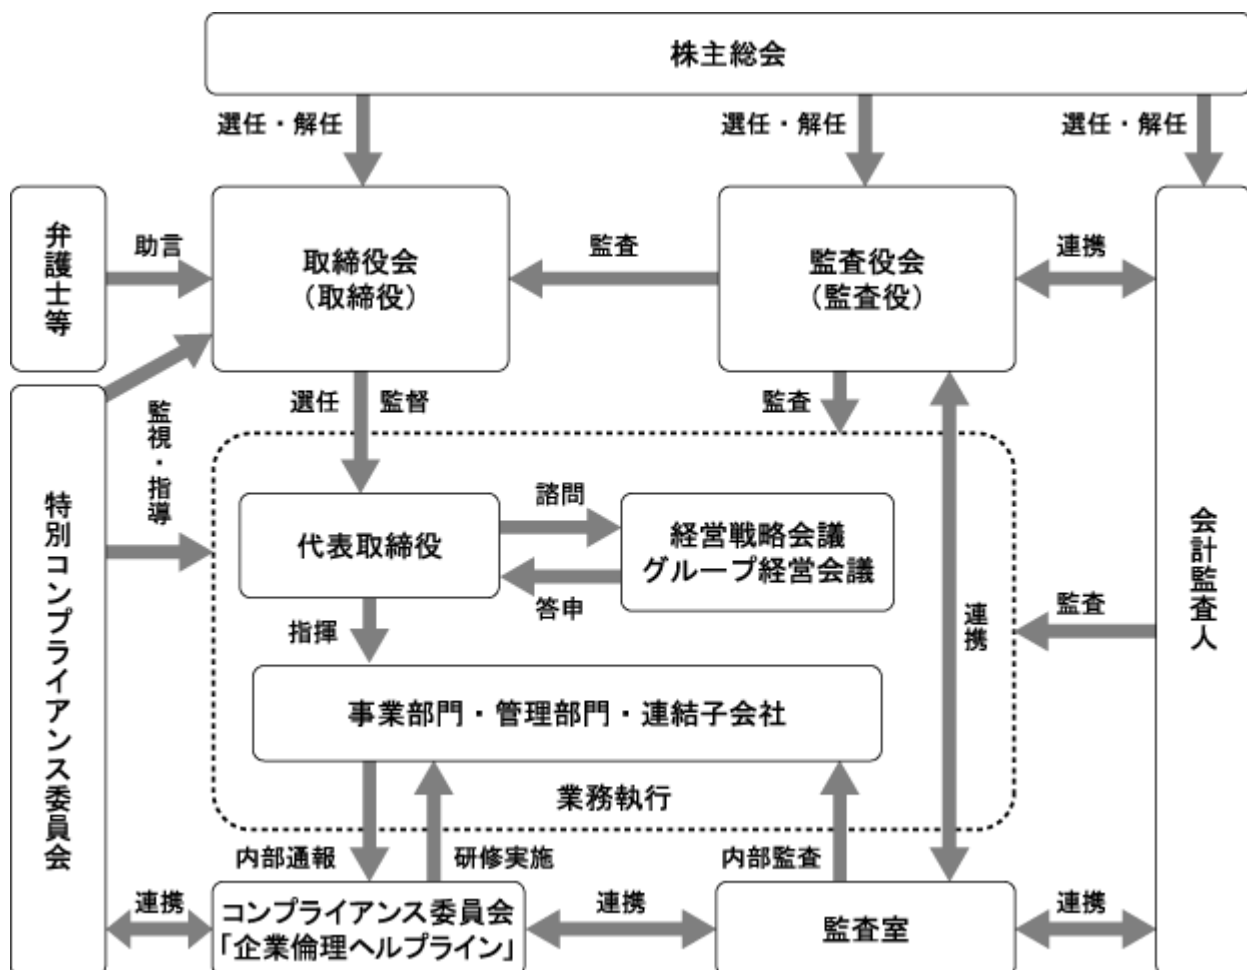 株主総会
選任・解任
選任・解任
選任・解任
弁護士等
助言
取締役会
（取締役）
監査
監査役会
（監査役）
連携
会計監査人
特別コンプライアンス委員会
監視・指導
選任
監督
監査
代表取締役
諮問
答申
経営戦略会議
グループ経営会議
連携
監査
指揮
事業部門・管理部門・連結子会社
業務執行
内部通報
研修実施
内部監査
連携
コンプライアンス委員会
「企業倫理ヘルプライン」
連携
監査室
連携